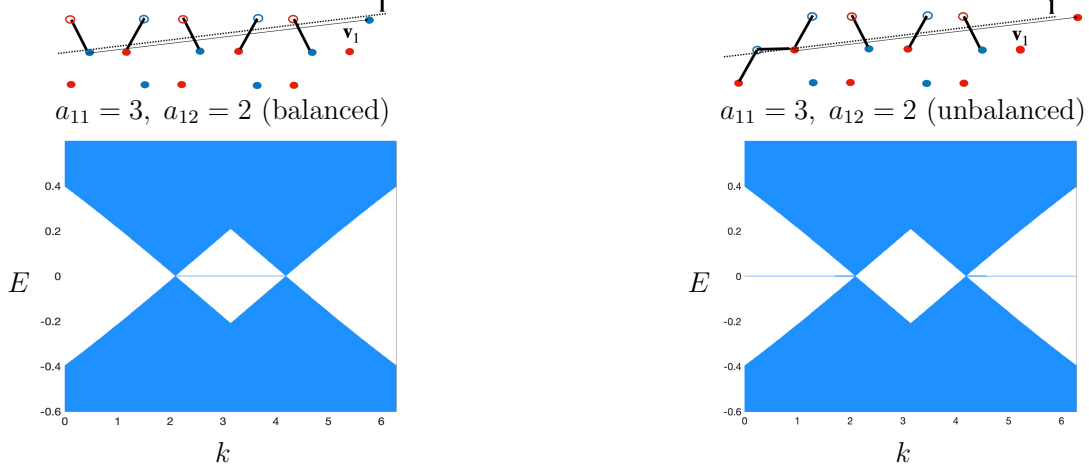 l
v₁
a₁₁ = 3, a₁₂ = 2 (balanced)
0.4
0.2
E 0
-0.2
-0.4
-0.6
0 1 2 3 4 5 6
k
l
v₁
a₁₁ = 3, a₁₂ = 2 (unbalanced)
0.4
0.2
E 0
-0.2
-0.4
-0.6
0 1 2 3 4 5 6
k